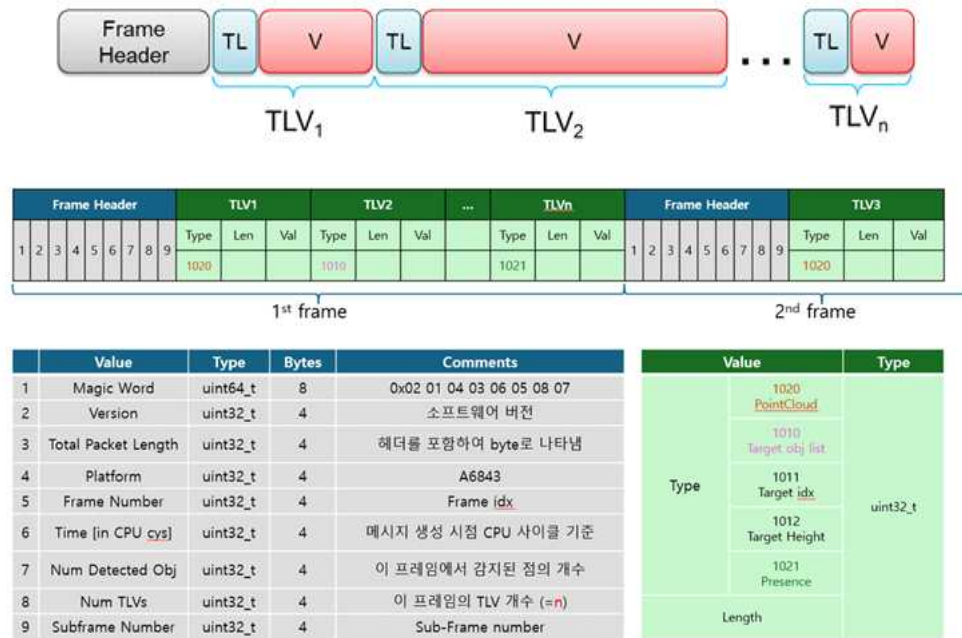 Frame
Header
TL
V
TL
V
...
TL
V
TLV1
TLV2
TLVn
Frame Header
TLV1
TLV2
...
TLVn
Frame Header
TLV3
1 2 3 4 5 6 7 8 9
Type Len Val
Type Len Val
Type Len Val
1 2 3 4 5 6 7 8 9
Type Len Val
1020
1010
1021
1020
1st frame
2nd frame
Value Type Bytes Comments
1 Magic Word uint64_t 8 0x02 01 04 03 06 05 08 07
2 Version uint32_t 4 소프트웨어 버전
3 Total Packet Length uint32_t 4 헤더를 포함하여 byte로 나타냄
4 Platform uint32_t 4 A6843
5 Frame Number uint32_t 4 Frame idx
6 Time [in CPU cys] uint32_t 4 메시지 생성 시점 CPU 사이클 기준
7 Num Detected Obj uint32_t 4 이 프레임에서 감지된 점의 개수
8 Num TLVs uint32_t 4 이 프레임의 TLV 개수 (=n)
9 Subframe Number uint32_t 4 Sub-Frame number
Value Type
Type
1020
PointCloud
1010
Target obj list
1011
Target idx
1012
Target Height
1021
Presence
uint32_t
Length